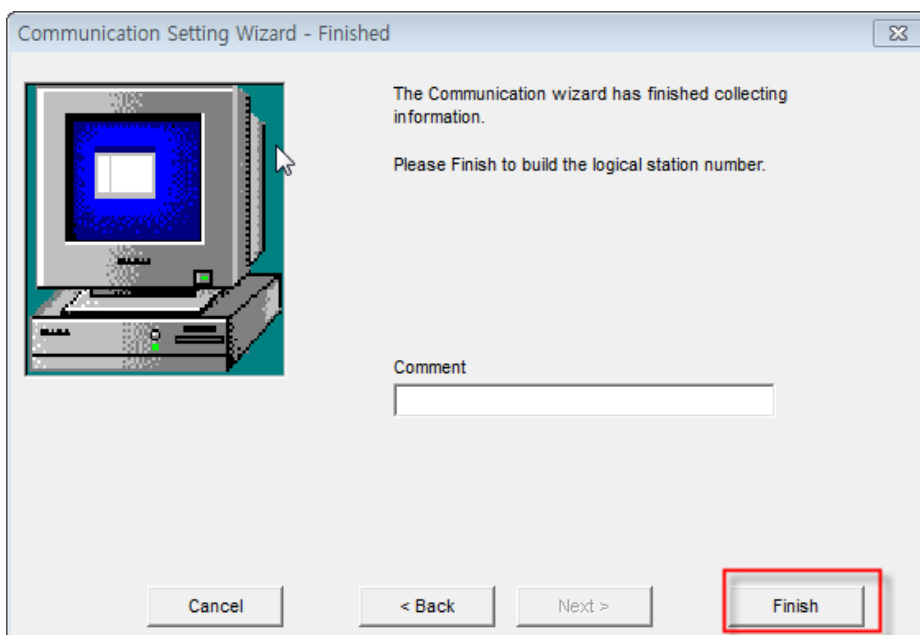 Communication Setting Wizard - Finished
The Communication wizard has finished collecting
information.
Please Finish to build the logical station number.
Comment
Cancel
< Back
Next >
Finish